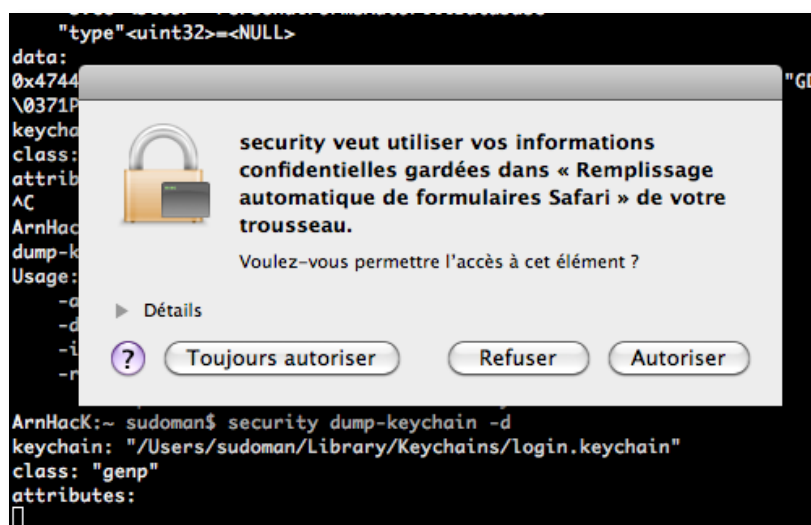 "type"<uint32>=<NULL>
data:
0x4744
"GD
\0371P
keycha
class:
attrib
^C
ArnHac
dump-k
Usage:
-a
-d
-i
-r
security veut utiliser vos informations
confidentielles gardées dans « Remplissage
automatique de formulaires Safari » de votre
trousseau.
Voulez-vous permettre l'accès à cet élément ?
Détails
? Toujours autoriser Refuser Autoriser
ArnHacK:~ sudoman$ security dump-keychain -d
keychain: "/Users/sudoman/Library/Keychains/login.keychain"
class: "genp"
attributes: